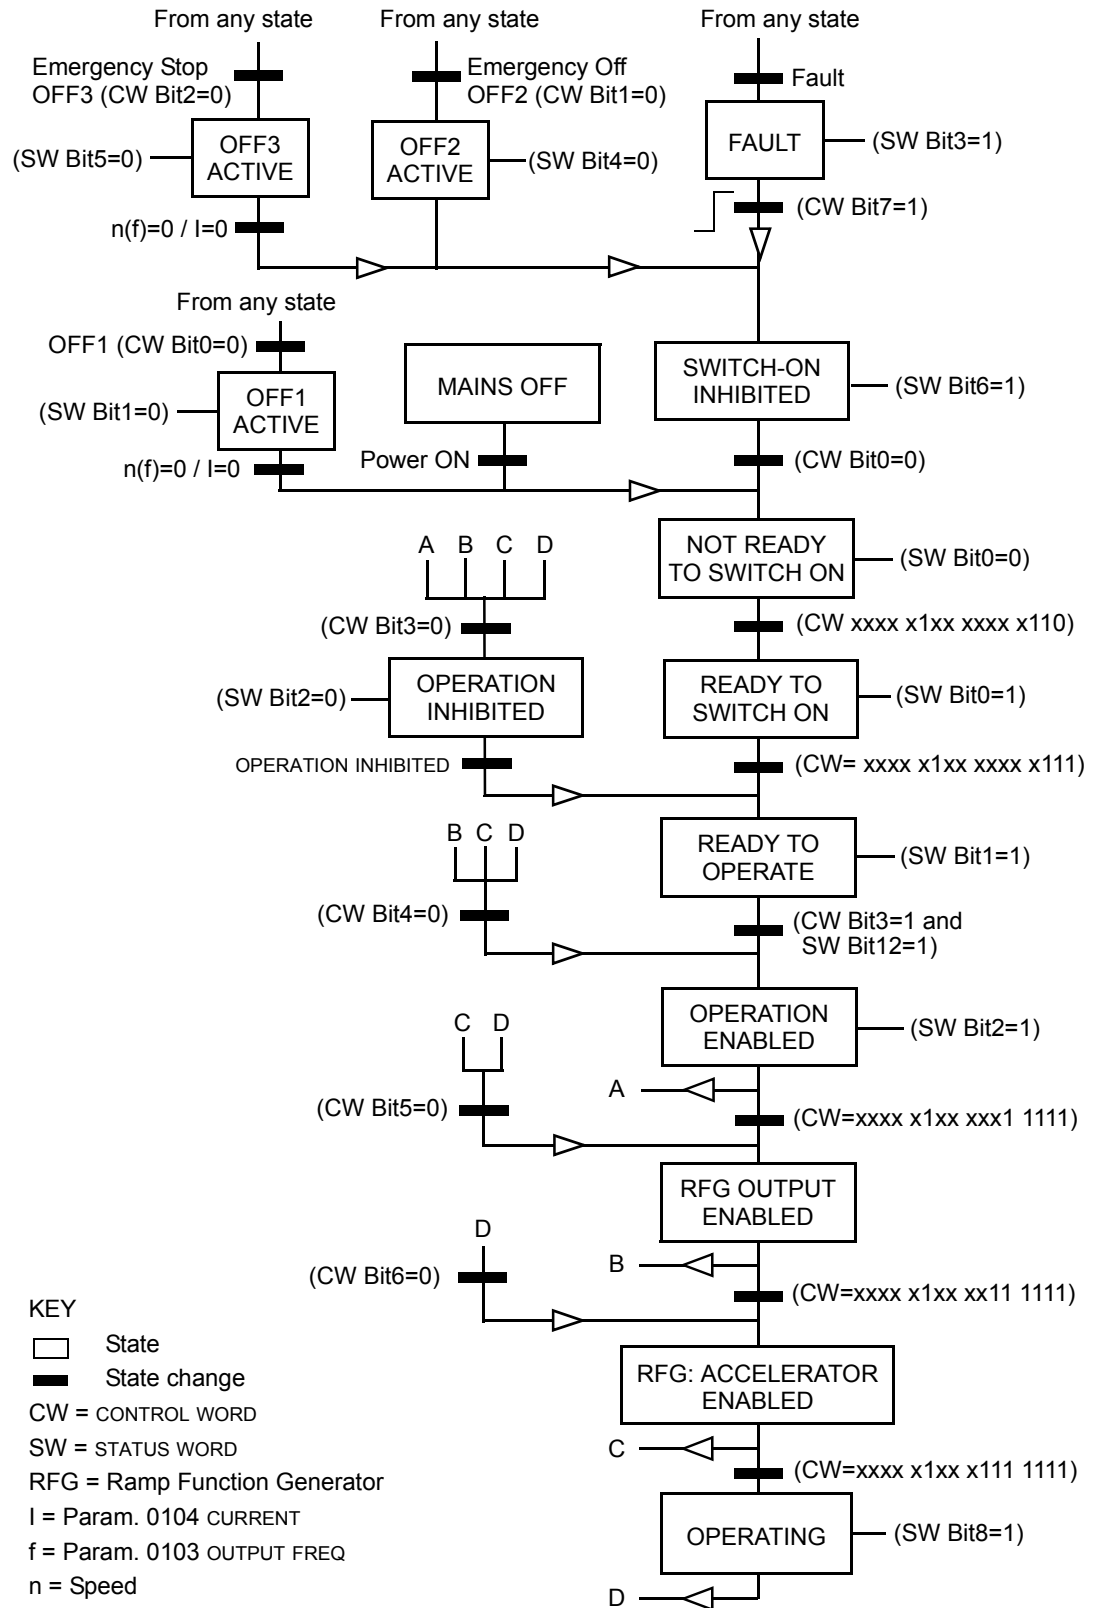 From any state
From any state
From any state
Emergency Stop
OFF3 (CW Bit2=0)
Emergency Off
OFF2 (CW Bit1=0)
Fault
(SW Bit5=0)
OFF3
ACTIVE
OFF2
ACTIVE
(SW Bit4=0)
FAULT
(SW Bit3=1)
n(f)=0 / I=0
(CW Bit7=1)
From any state
OFF1 (CW Bit0=0)
(SW Bit1=0)
OFF1
ACTIVE
MAINS OFF
SWITCH-ON
INHIBITED
(SW Bit6=1)
n(f)=0 / I=0
Power ON
(CW Bit0=0)
A B C D
NOT READY
TO SWITCH ON
(SW Bit0=0)
(CW Bit3=0)
(CW xxxx x1xx xxxx x110)
(SW Bit2=0)
OPERATION
INHIBITED
READY TO
SWITCH ON
(SW Bit0=1)
OPERATION INHIBITED
(CW= xxxx x1xx xxxx x111)
B C D
READY TO
OPERATE
(SW Bit1=1)
(CW Bit4=0)
(CW Bit3=1 and
SW Bit12=1)
C D
OPERATION
ENABLED
(SW Bit2=1)
A
(CW Bit5=0)
(CW=xxxx x1xx xxx1 1111)
RFG OUTPUT
ENABLED
D
B
(CW Bit6=0)
(CW=xxxx x1xx xx11 1111)
RFG: ACCELERATOR
ENABLED
C
(CW=xxxx x1xx x111 1111)
OPERATING
(SW Bit8=1)
D
KEY
State
State change
CW = CONTROL WORD
SW = STATUS WORD
RFG = Ramp Function Generator
I = Param. 0104 CURRENT
f = Param. 0103 OUTPUT FREQ
n = Speed